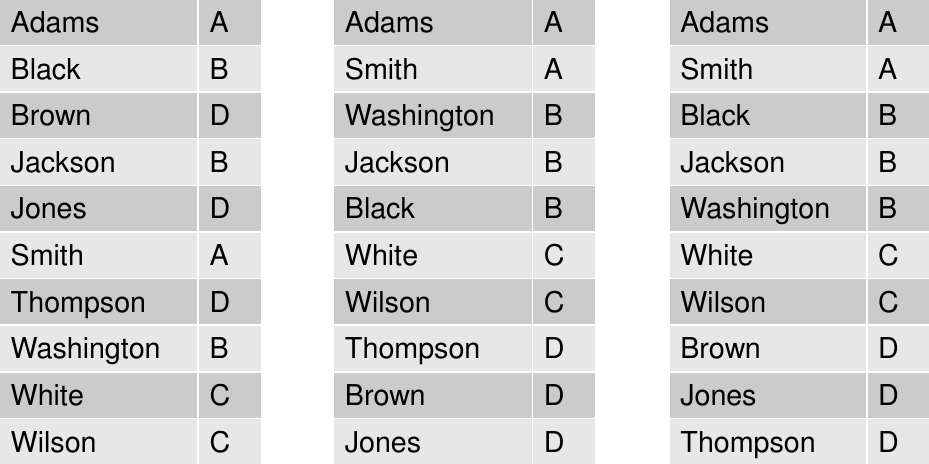 Adams A
Black B
Brown D
Jackson B
Jones D
Smith A
Thompson D
Washington B
White C
Wilson C
Adams A
Smith A
Washington B
Jackson B
Black B
White C
Wilson C
Thompson D
Brown D
Jones D
Adams A
Smith A
Black B
Jackson B
Washington B
White C
Wilson C
Brown D
Jones D
Thompson D